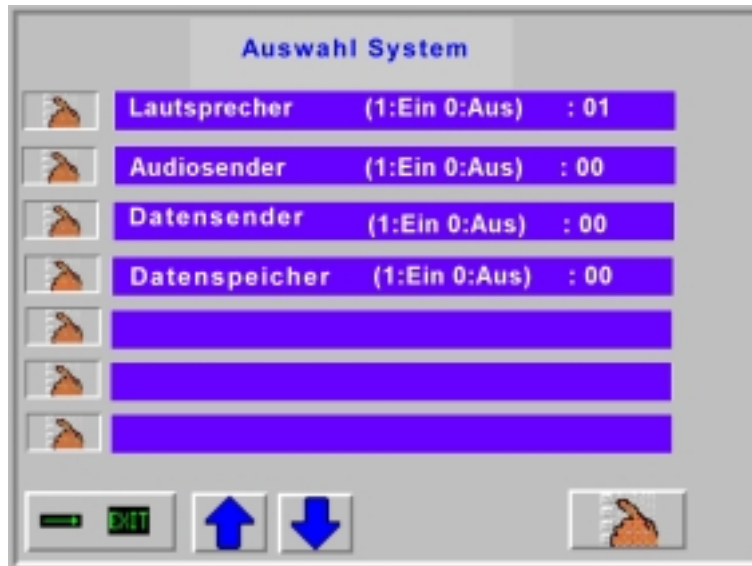 Auswahl System
Lautsprecher (1:Ein 0:Aus) : 01
Audiosender (1:Ein 0:Aus) : 00
Datensender (1:Ein 0:Aus) : 00
Datenspeicher (1:Ein 0:Aus) : 00
EXIT